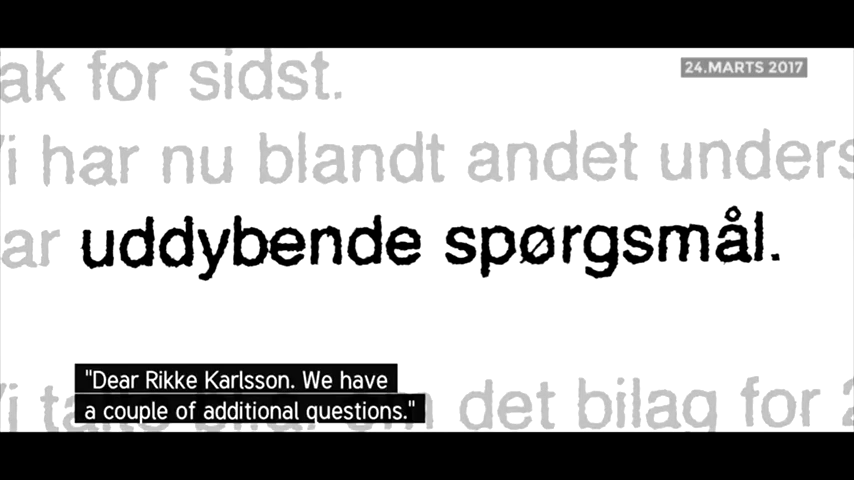 ak for sidst.
24.MARTS 2017
i har nu blandt andet unders
ar uddybende spørgsmål.
"Dear Rikke Karlsson. We have
a couple of additional questions."
det bilag for 2